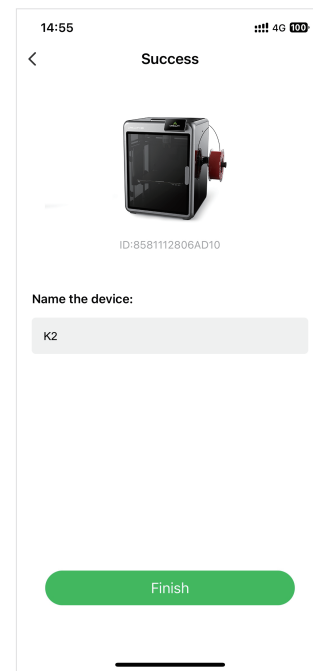 14:55
4G 100
Success
ID:8581112806AD10
Name the device:
K2
Finish